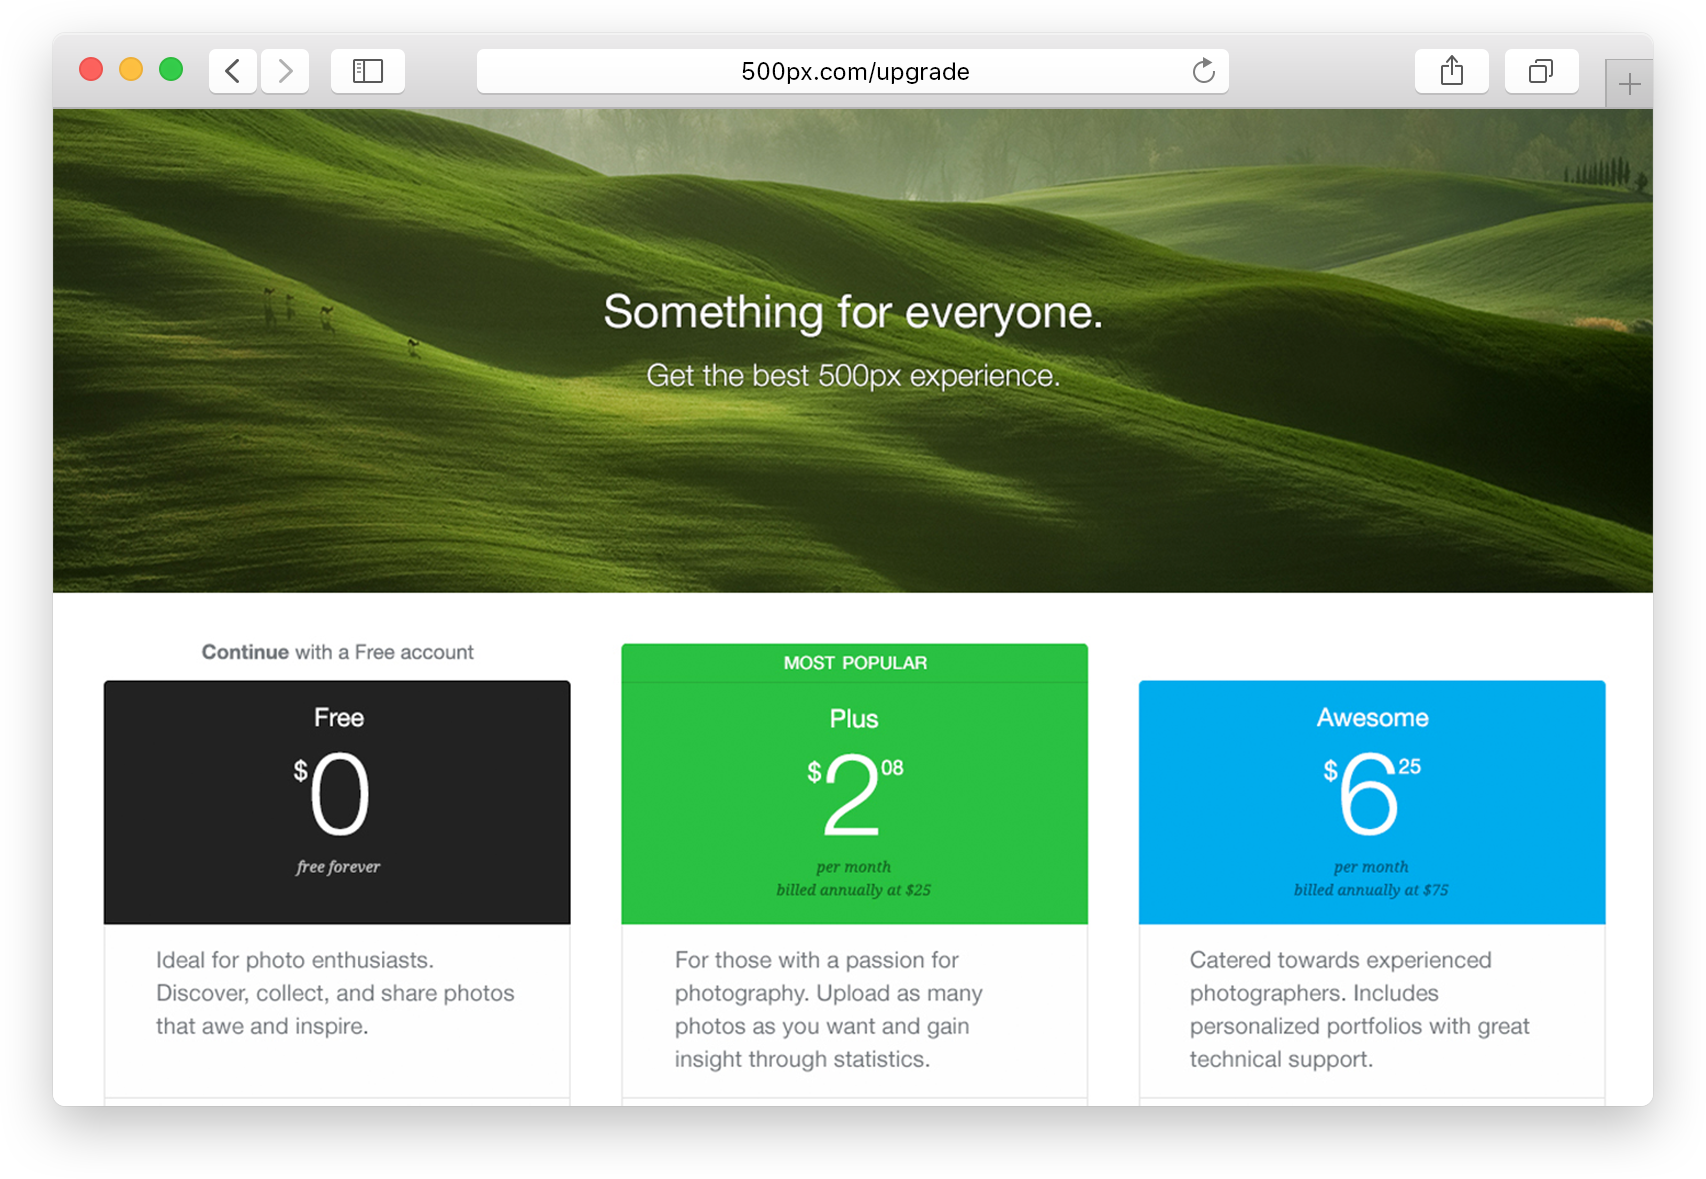 500px.com/upgrade
Something for everyone.
Get the best 500px experience.
Continue with a Free account
Free
$0
free forever
MOST POPULAR
Plus
$2 08
per month
billed annually at $25
Awesome
$6 25
per month
billed annually at $75
Ideal for photo enthusiasts.
Discover, collect, and share photos
that awe and inspire.
For those with a passion for
photography. Upload as many
photos as you want and gain
insight through statistics.
Catered towards experienced
photographers. Includes
personalized portfolios with great
technical support.